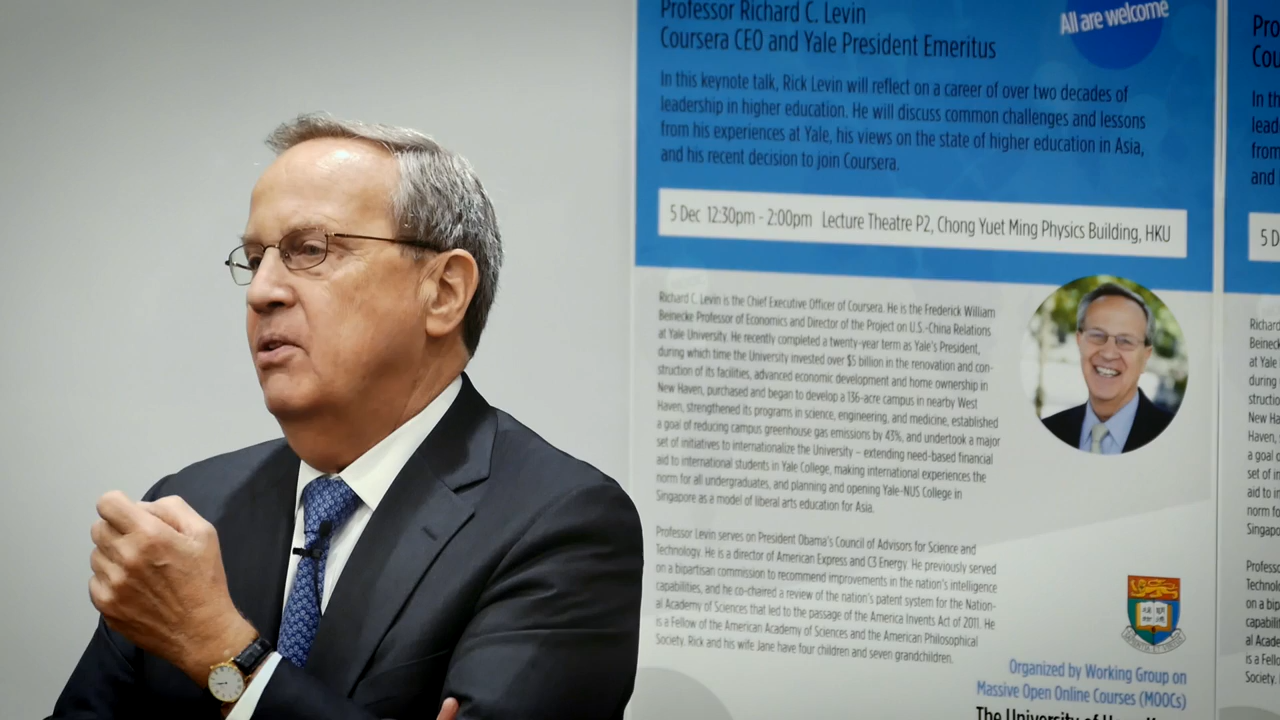 Professor Richard C. Levin
Coursera CEO and Yale President Emeritus
All are welcome
In this keynote talk, Rick Levin will reflect on a career of over two decades of
leadership in higher education. He will discuss common challenges and lessons
from his experiences at Yale, his views on the state of higher education in Asia,
and his recent decision to join Coursera.
5 Dec 12:30pm - 2:00pm Lecture Theatre P2, Chong Yuet Ming Physics Building, HKU
Richard C. Levin is the Chief Executive Officer of Coursera. He is the Frederick William
Beinecke Professor of Economics and Director of the Project on U.S.-China Relations
at Yale University. He recently completed a twenty-year term as Yale's President,
during which time the University invested over $5 billion in the renovation and con-
struction of its facilities, advanced economic development and home ownership in
New Haven, purchased and began to develop a 136-acre campus in nearby West
Haven, strengthened its programs in science, engineering, and medicine, established
a goal of reducing campus greenhouse gas emissions by 43%, and undertook a major
set of initiatives to internationalize the University – extending need-based financial
aid to international students in Yale College, making international experiences the
norm for all undergraduates, and planning and opening Yale-NUS College in
Singapore as a model of liberal arts education for Asia.
Professor Levin serves on President Obama's Council of Advisors for Science and
Technology. He is a director of American Express and C3 Energy. He previously served
on a bipartisan commission to recommend improvements in the nation's intelligence
capabilities, and he co-chaired a review of the nation's patent system for the Nation-
al Academy of Sciences that led to the passage of the America Invents Act of 2011. He
is a Fellow of the American Academy of Sciences and the American Philosophical
Society. Rick and his wife Jane have four children and seven grandchildren.
Organized by Working Group on
Massive Open Online Courses (MOOCs)
The University of
Pro
Cou
In th
lead
from
and
5 D
Richard
Beineck
at Yale
during
structio
New Ha
Haven,
a goal o
set of in
aid to in
norm fo
Singapo
Profess
Technol
on a bip
capabilit
al Acade
is a Fello
Society.